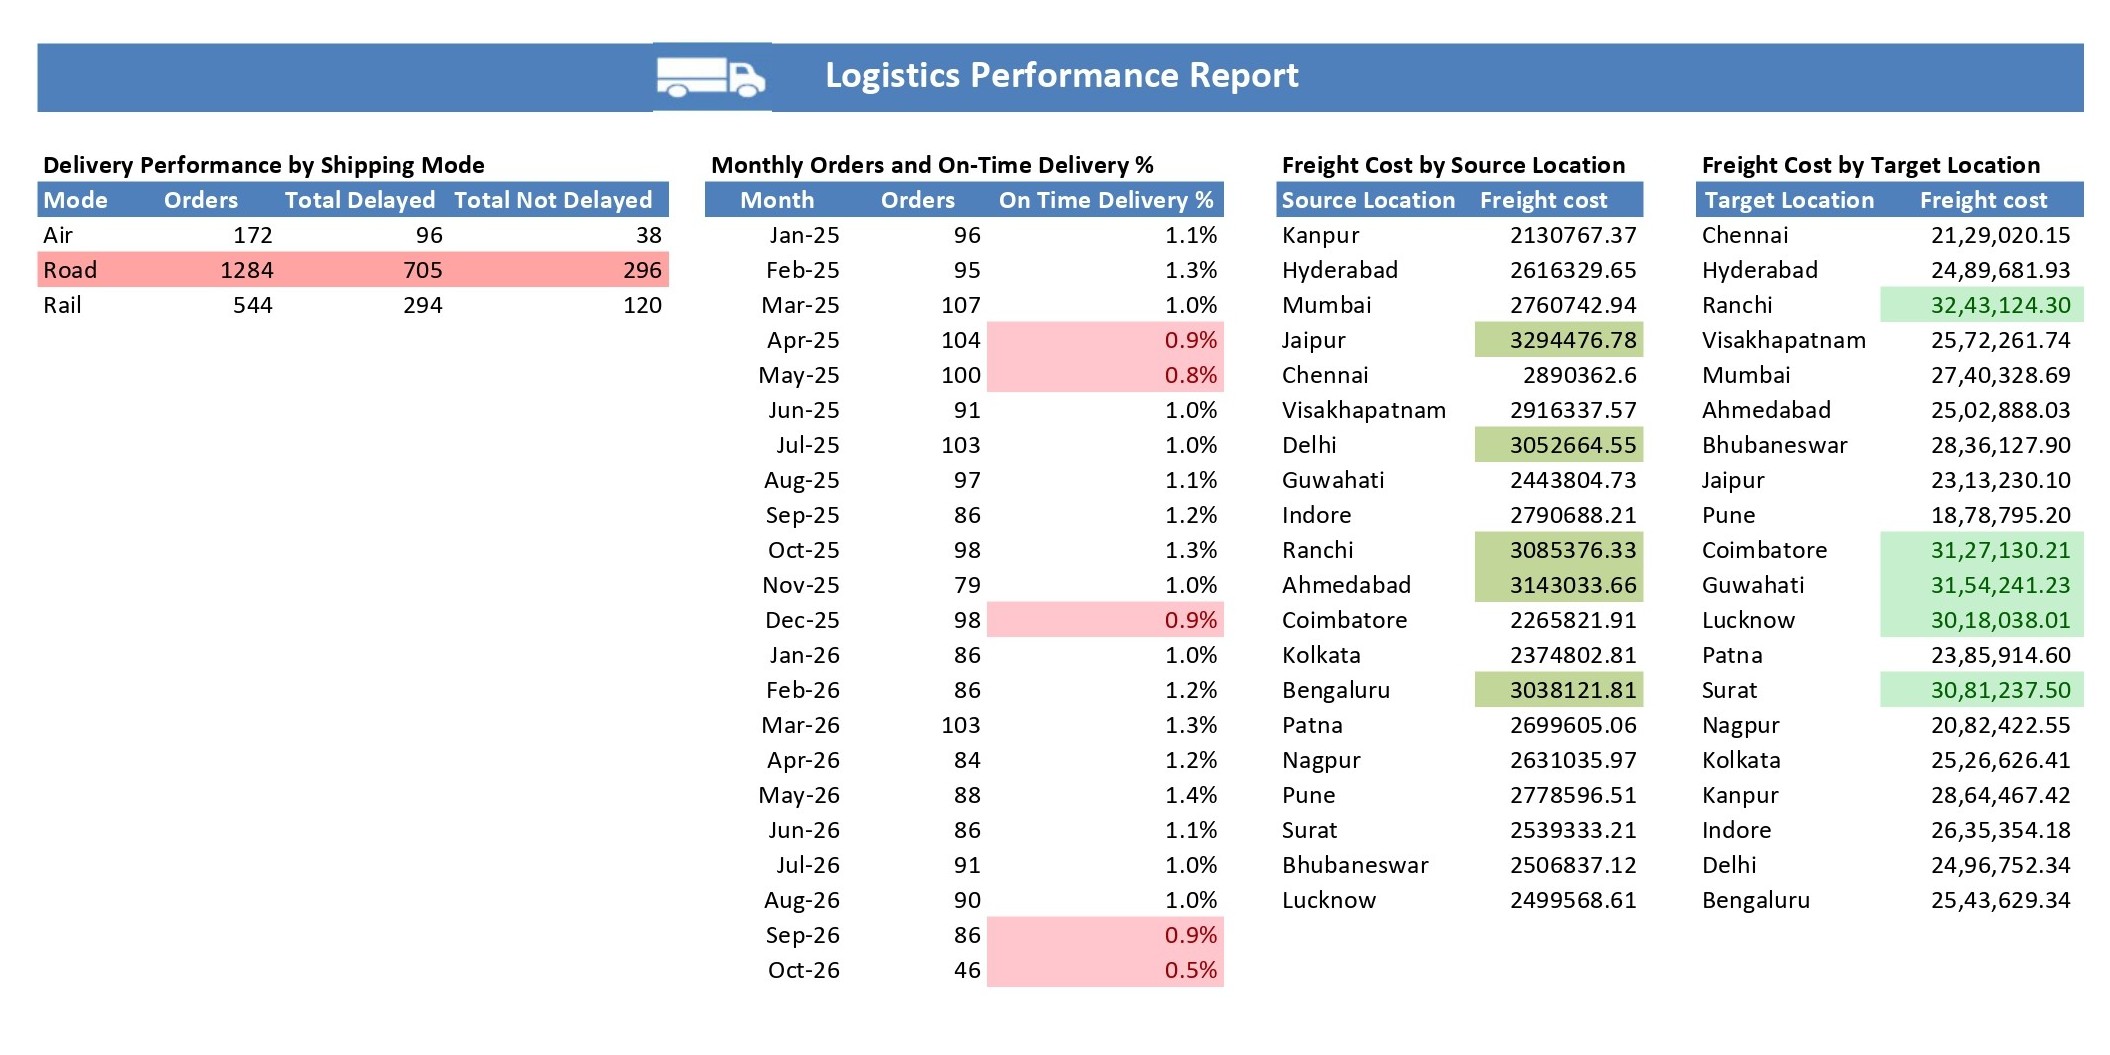 Logistics Performance Report
Delivery Performance by Shipping Mode
Mode Orders Total Delayed Total Not Delayed
Air 172 96 38
Road 1284 705 296
Rail 544 294 120
Monthly Orders and On-Time Delivery %
Month Orders On Time Delivery %
Jan-25 96 1.1%
Feb-25 95 1.3%
Mar-25 107 1.0%
Apr-25 104 0.9%
May-25 100 0.8%
Jun-25 91 1.0%
Jul-25 103 1.0%
Aug-25 97 1.1%
Sep-25 86 1.2%
Oct-25 98 1.3%
Nov-25 79 1.0%
Dec-25 98 0.9%
Jan-26 86 1.0%
Feb-26 86 1.2%
Mar-26 103 1.3%
Apr-26 84 1.2%
May-26 88 1.4%
Jun-26 86 1.1%
Jul-26 91 1.0%
Aug-26 90 1.0%
Sep-26 86 0.9%
Oct-26 46 0.5%
Freight Cost by Source Location
Source Location Freight cost
Kanpur 2130767.37
Hyderabad 2616329.65
Mumbai 2760742.94
Jaipur 3294476.78
Chennai 2890362.6
Visakhapatnam 2916337.57
Delhi 3052664.55
Guwahati 2443804.73
Indore 2790688.21
Ranchi 3085376.33
Ahmedabad 3143033.66
Coimbatore 2265821.91
Kolkata 2374802.81
Bengaluru 3038121.81
Patna 2699605.06
Nagpur 2631035.97
Pune 2778596.51
Surat 2539333.21
Bhubaneswar 2506837.12
Lucknow 2499568.61
Freight Cost by Target Location
Target Location Freight cost
Chennai 21,29,020.15
Hyderabad 24,89,681.93
Ranchi 32,43,124.30
Visakhapatnam 25,72,261.74
Mumbai 27,40,328.69
Ahmedabad 25,02,888.03
Bhubaneswar 28,36,127.90
Jaipur 23,13,230.10
Pune 18,78,795.20
Coimbatore 31,27,130.21
Guwahati 31,54,241.23
Lucknow 30,18,038.01
Patna 23,85,914.60
Surat 30,81,237.50
Nagpur 20,82,422.55
Kolkata 25,26,626.41
Kanpur 28,64,467.42
Indore 26,35,354.18
Delhi 24,96,752.34
Bengaluru 25,43,629.34